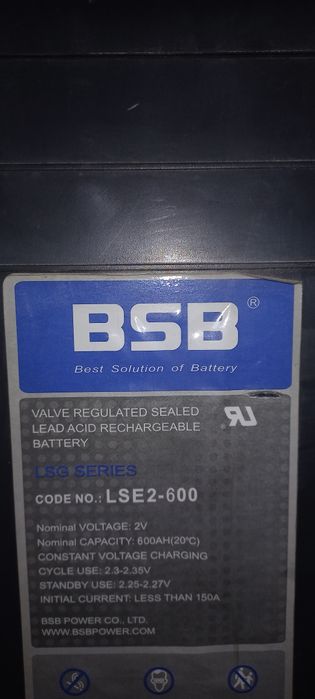 BSB®
Best Solution of Battery
VALVE REGULATED SEALED
LEAD ACID RECHARGEABLE
BATTERY
LSG SERIES
CODE NO.: LSE2-600
Nominal VOLTAGE: 2V
Nominal CAPACITY: 600AH(20℃)
CONSTANT VOLTAGE CHARGING
CYCLE USE: 2.3-2.35V
STANDBY USE: 2.25-2.27V
INITIAL CURRENT: LESS THAN 150A
BSB POWER CO., LTD.
WWW.BSBPOWER.COM